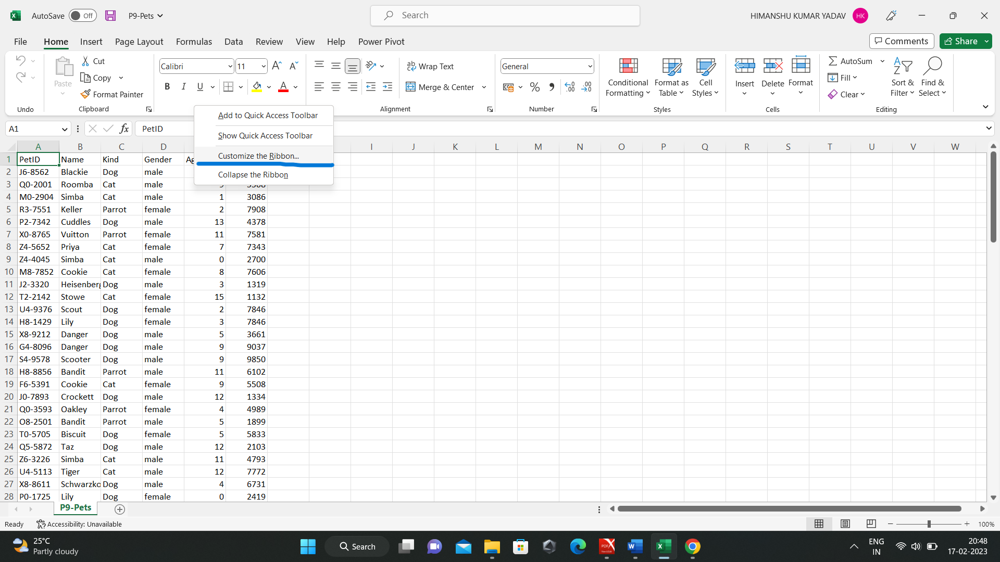 AutoSave Off P9-Pets Search HIMANSHU KUMAR YADAV HK
File Home Insert Page Layout Formulas Data Review View Help Power Pivot Comments Share
Paste Cut Copy Format Painter
Calibri 11
B I U A
ab Wrap Text
Merge & Center
General
% 9
Conditional Formatting Format as Table Cell Styles
Insert Delete Format
AutoSum Fill Clear
Sort & Filter Find & Select
Undo Clipboard Alignment Number Styles Cells Editing
Add to Quick Access Toolbar
Show Quick Access Toolbar
Customize the Ribbon...
Collapse the Ribbon
A1 fx PetID
A B C D I J K L M N O P Q R S T U V W
1 PetID Name Kind Gender
2 J6-8562 Blackie Dog male
3 Q0-2001 Roomba Cat male
4 M0-2904 Simba Cat male 1 3086
5 R3-7551 Keller Parrot female 2 7908
6 P2-7342 Cuddles Dog male 13 4378
7 X0-8765 Vuitton Parrot female 11 7581
8 Z4-5652 Priya Cat female 7 7343
9 Z4-4045 Simba Cat male 0 2700
10 M8-7852 Cookie Cat female 8 7606
11 J2-3320 Heisenberg Dog male 3 1319
12 T2-2142 Stowe Cat female 15 1132
13 U4-9376 Scout Dog female 2 7846
14 H8-1429 Lily Dog female 3 7846
15 X8-9212 Danger Dog male 5 3661
16 G4-8096 Danger Dog male 9 9037
17 S4-9578 Scooter Dog male 9 9850
18 H8-8856 Bandit Parrot male 11 6102
19 F6-5391 Cookie Cat female 9 5508
20 J0-7893 Crockett Dog male 12 1334
21 Q0-3593 Oakley Parrot female 4 4989
22 O8-2501 Bandit Parrot male 5 1899
23 T0-5705 Biscuit Dog female 5 5833
24 Q5-5872 Taz Dog male 12 2103
25 Z6-3226 Simba Cat male 11 4793
26 U4-5113 Tiger Cat male 12 7772
27 X8-8611 Schwarzko Dog male 4 6731
28 P0-1725 Lily Dog female 0 2419
P9-Pets
Ready Accessibility: Unavailable 100%
25°C
Partly cloudy
Search
ENG
IN
20:48
17-02-2023